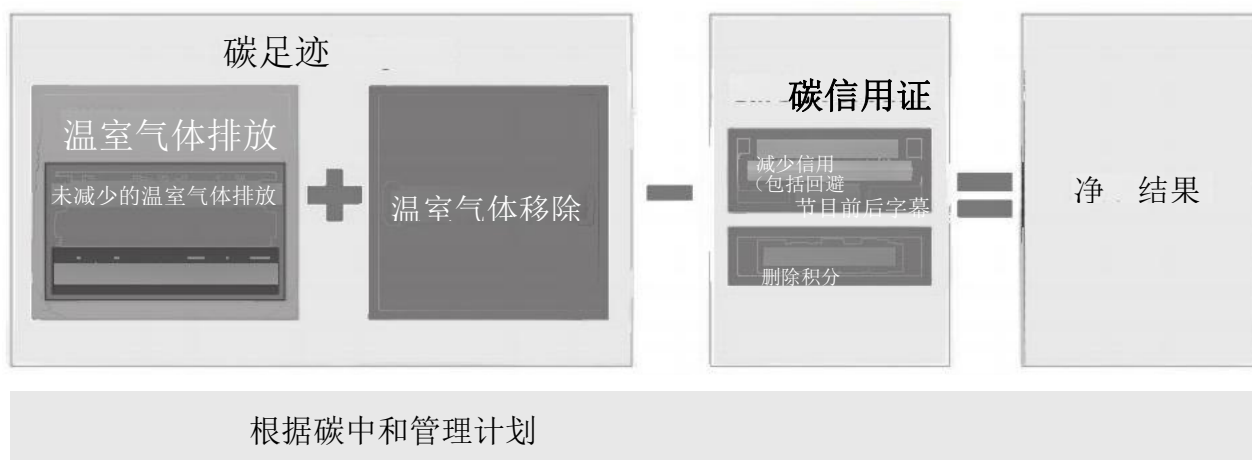 碳足迹
温室气体排放
未减少的温室气体排放
温室气体移除
碳信用证
减少信用
（包括回避
节目前后字幕
删除积分
净 结果
根据碳中和管理计划